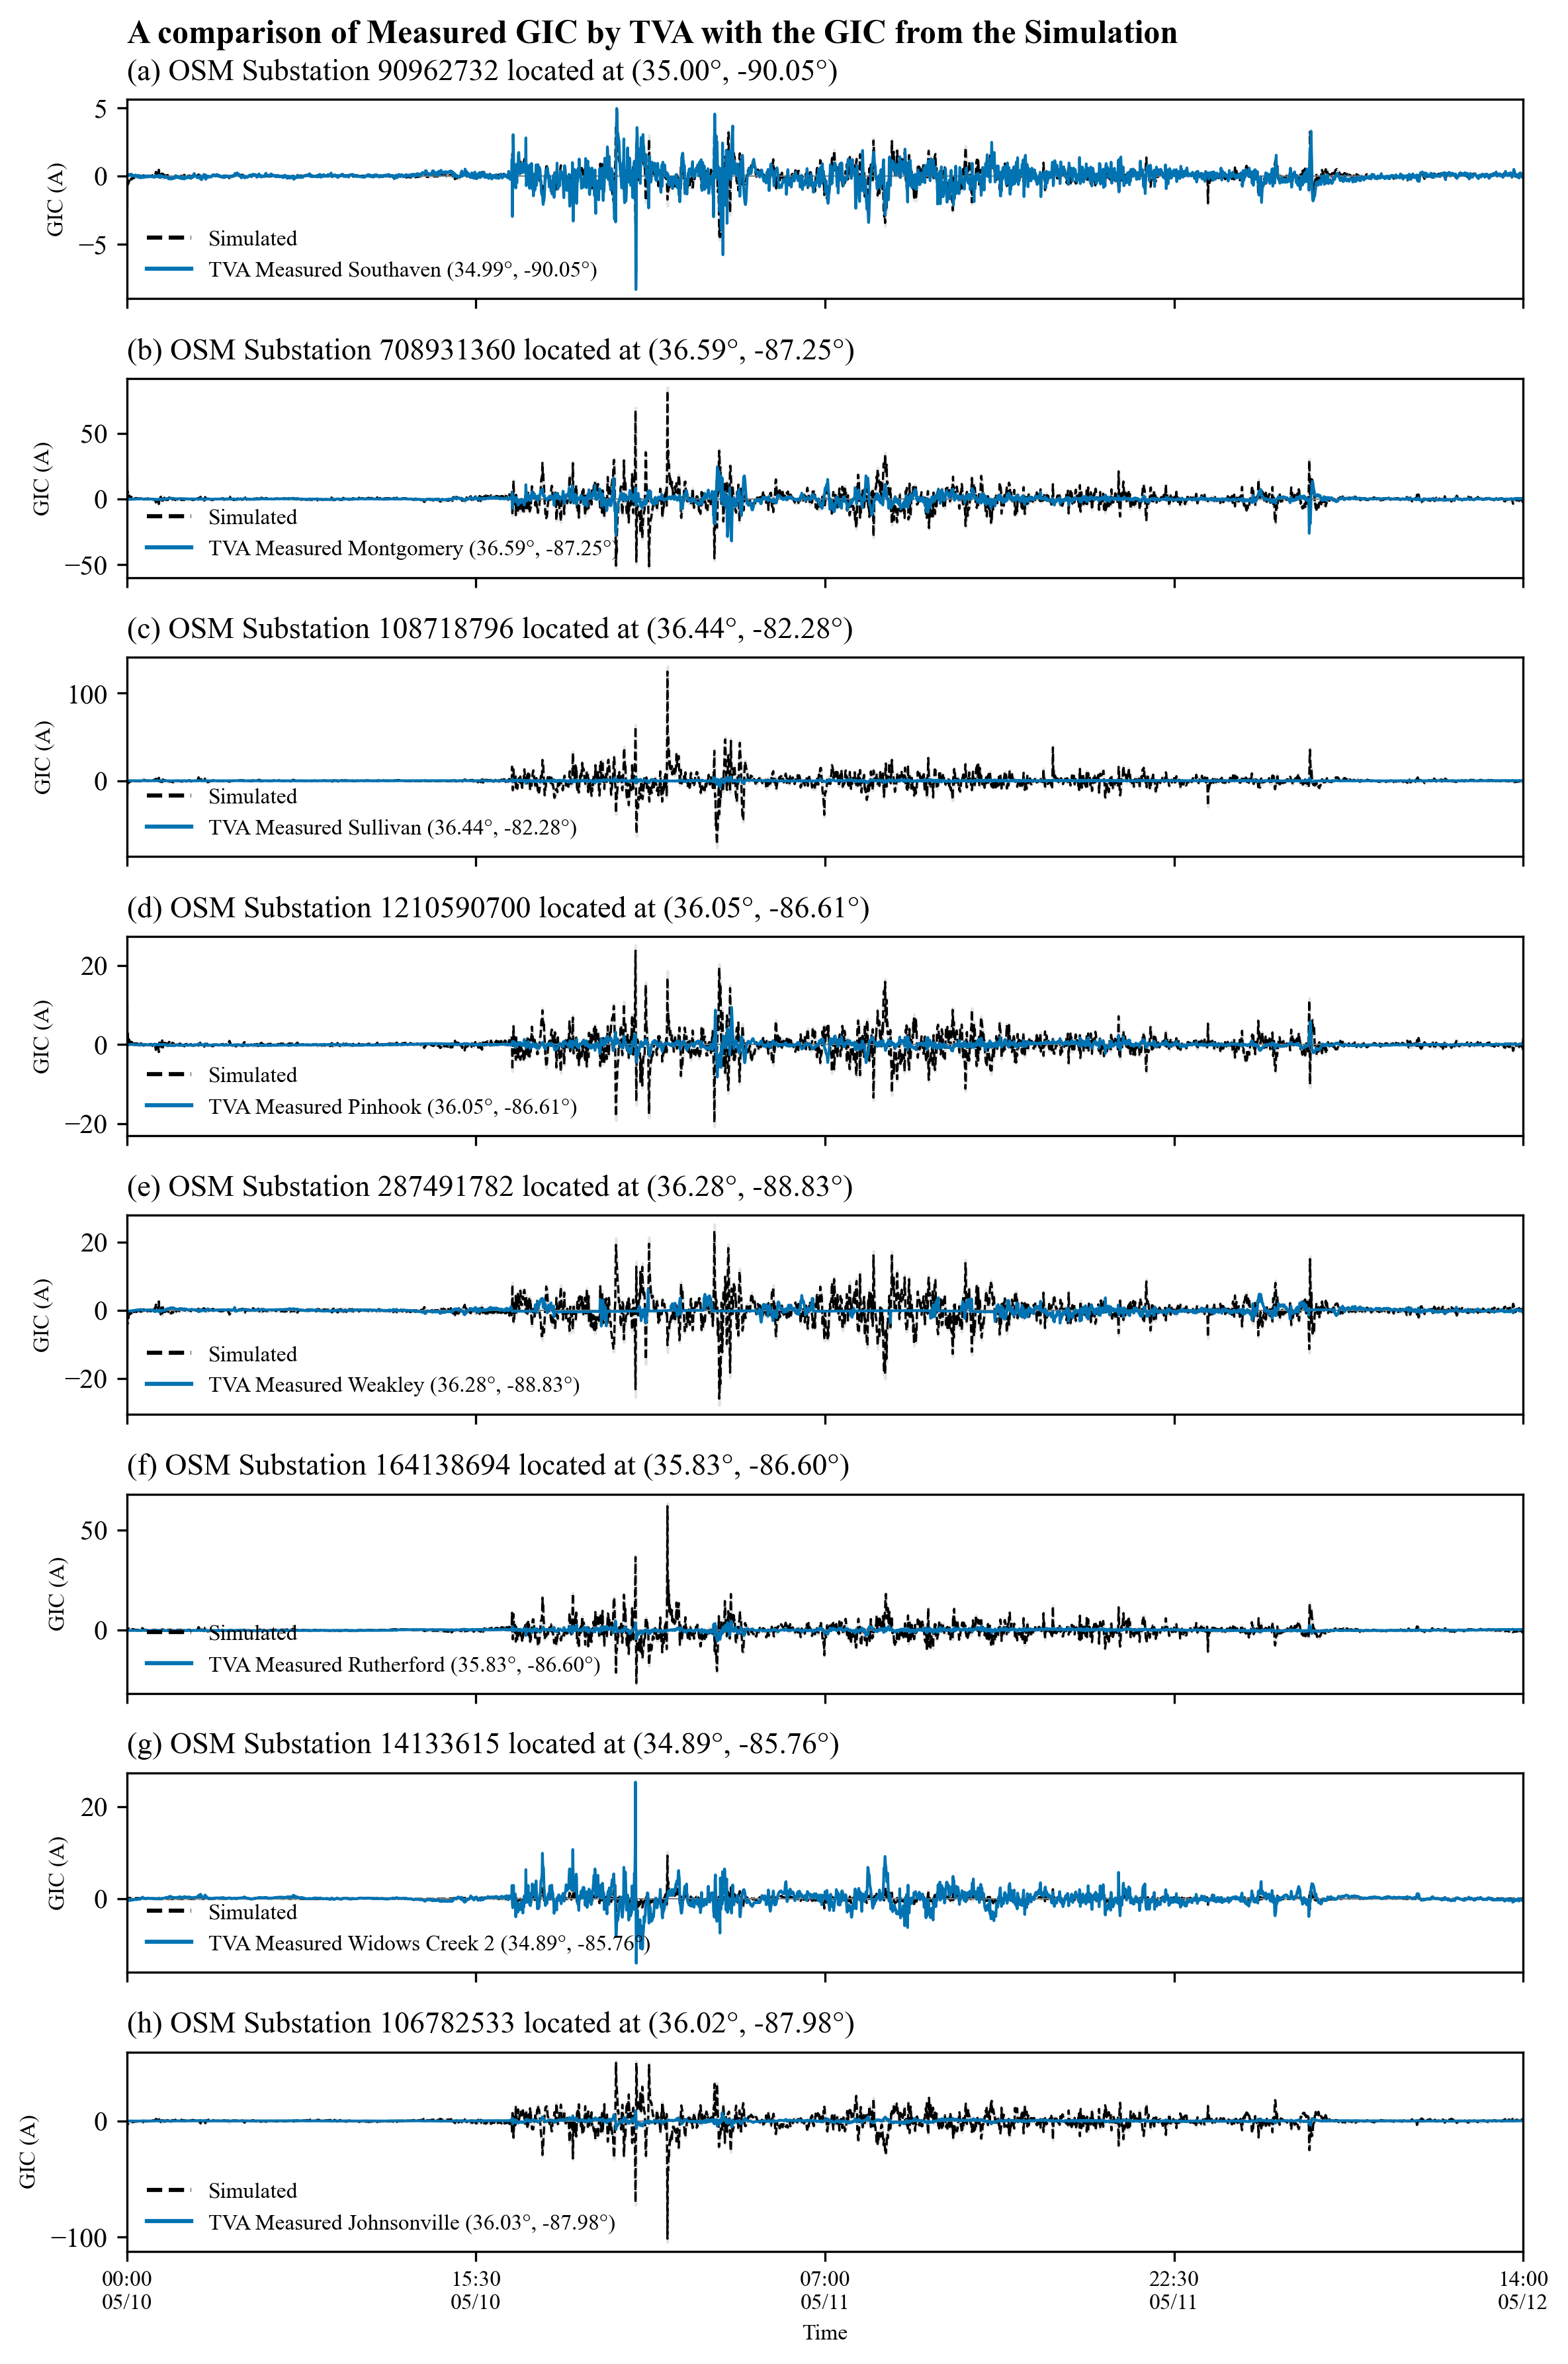 A comparison of Measured GIC by TVA with the GIC from the Simulation
(a) OSM Substation 90962732 located at (35.00°, -90.05°)
5
0
−5
GIC (A)
Simulated
TVA Measured Southaven (34.99°, -90.05°)
(b) OSM Substation 708931360 located at (36.59°, -87.25°)
50
0
−50
GIC (A)
Simulated
TVA Measured Montgomery (36.59°, -87.25°)
(c) OSM Substation 108718796 located at (36.44°, -82.28°)
100
0
GIC (A)
Simulated
TVA Measured Sullivan (36.44°, -82.28°)
(d) OSM Substation 1210590700 located at (36.05°, -86.61°)
20
0
−20
GIC (A)
Simulated
TVA Measured Pinhook (36.05°, -86.61°)
(e) OSM Substation 287491782 located at (36.28°, -88.83°)
20
0
−20
GIC (A)
Simulated
TVA Measured Weakley (36.28°, -88.83°)
(f) OSM Substation 164138694 located at (35.83°, -86.60°)
50
0
GIC (A)
Simulated
TVA Measured Rutherford (35.83°, -86.60°)
(g) OSM Substation 14133615 located at (34.89°, -85.76°)
20
0
GIC (A)
Simulated
TVA Measured Widows Creek 2 (34.89°, -85.76°)
(h) OSM Substation 106782533 located at (36.02°, -87.98°)
0
−100
GIC (A)
Simulated
TVA Measured Johnsonville (36.03°, -87.98°)
00:00 15:30 07:00 22:30 14:00
05/10 05/10 05/11 05/11 05/12
Time